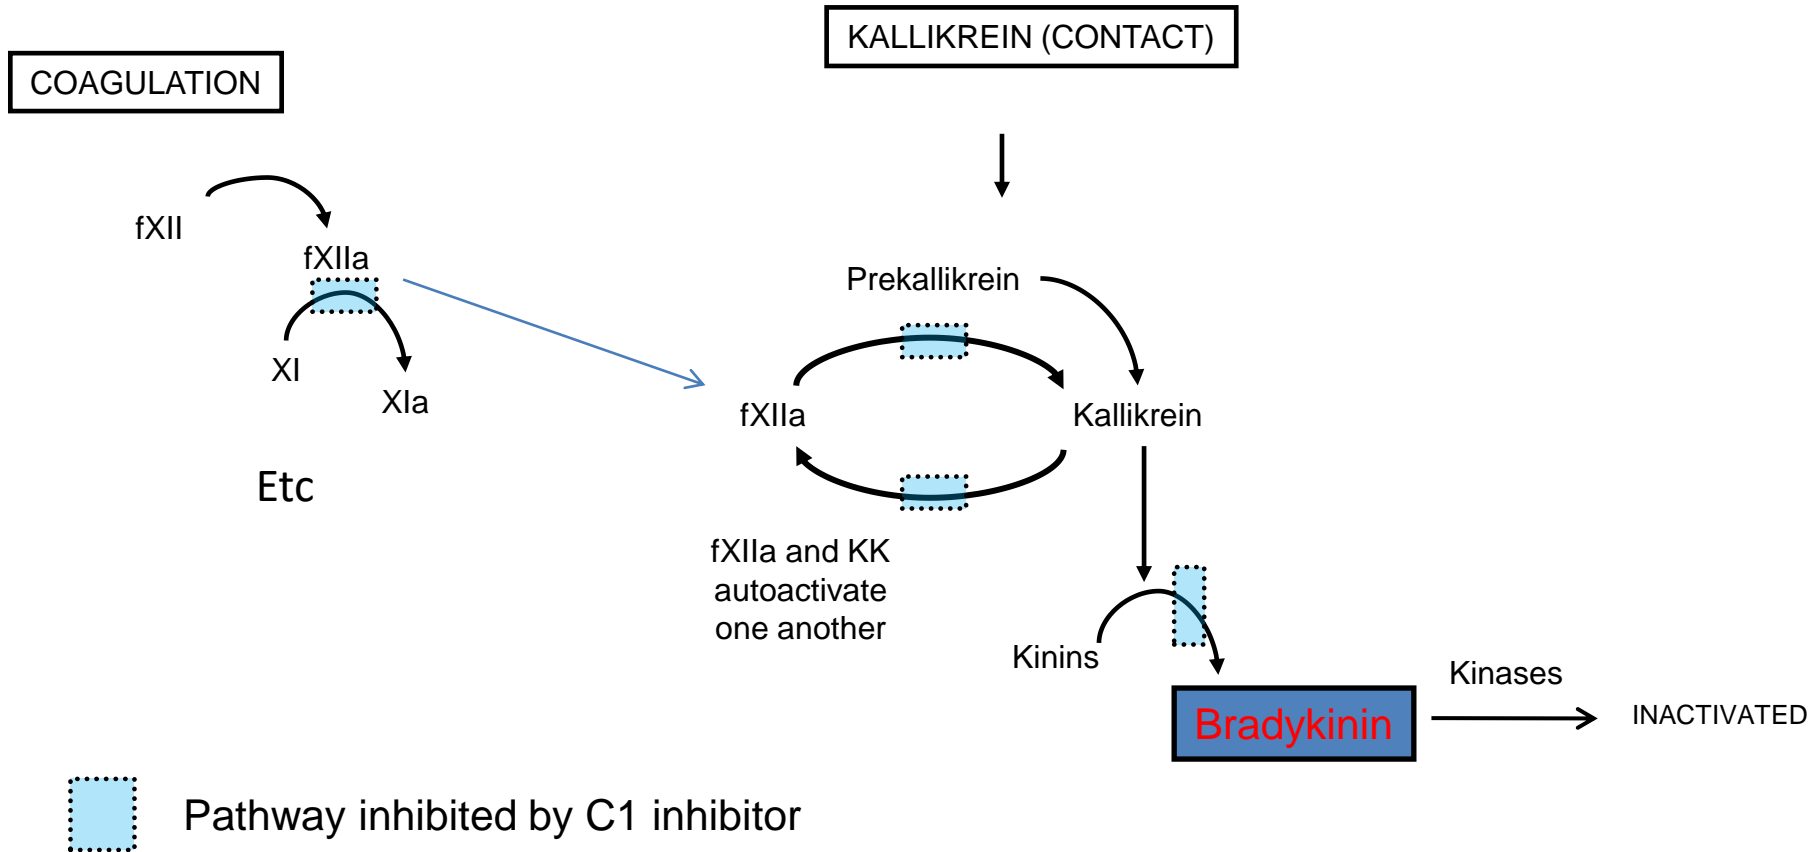 KALLIKREIN (CONTACT)
COAGULATION
fXII
fXIIa
XI
XIa
Etc
Prekallikrein
fXIIa
Kallikrein
fXIIa and KK
autoactivate
one another
Kinins
Kinases
Bradykinin
INACTIVATED
Pathway inhibited by C1 inhibitor